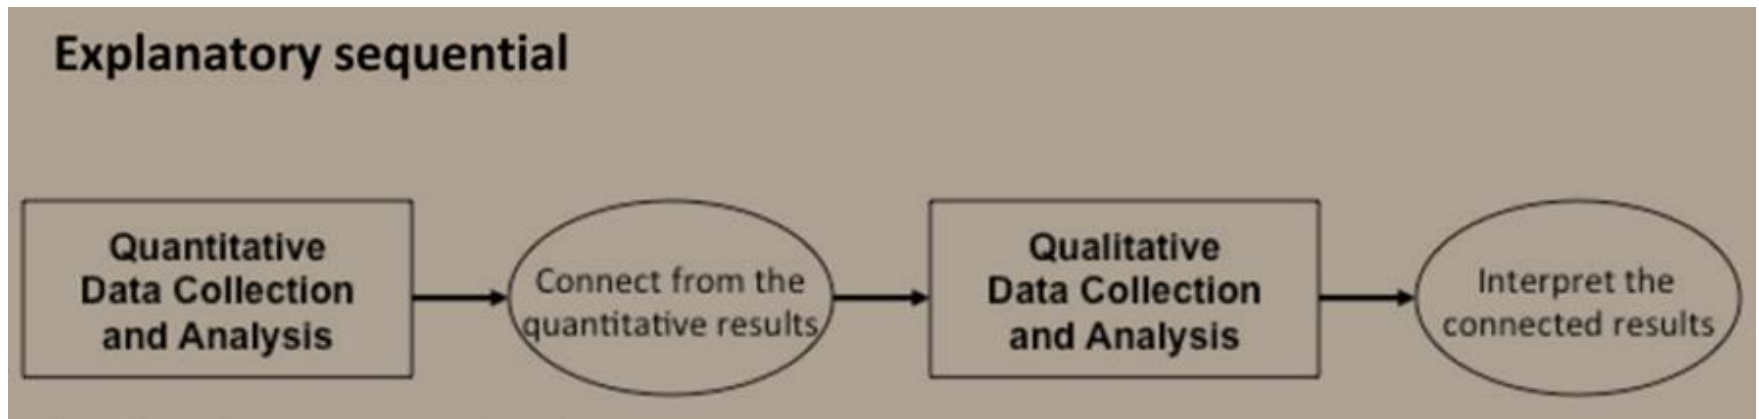 Explanatory sequential
Quantitative
Data Collection
and Analysis
Connect from the
quantitative results
Qualitative
Data Collection
and Analysis
Interpret the
connected results